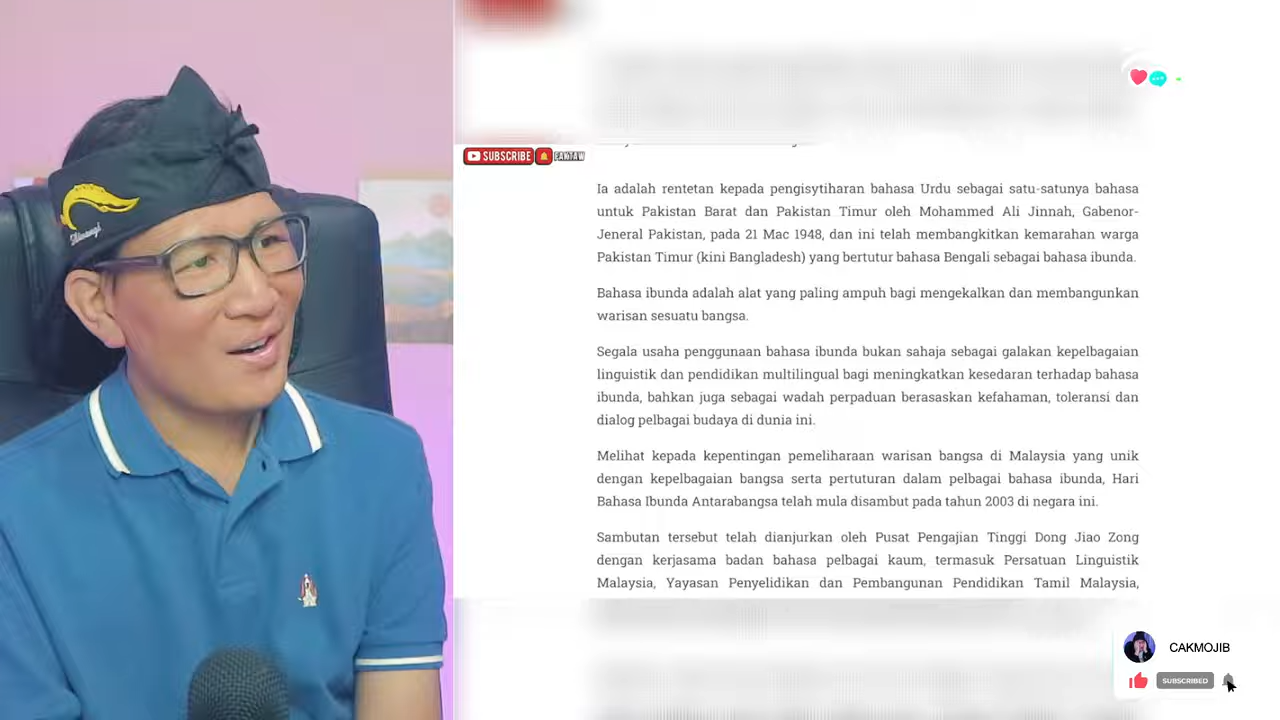 SUBSCRIBE
FAKTAW
Ia adalah rentetan kepada pengisytiharan bahasa Urdu sebagai satu-satunya bahasa
untuk Pakistan Barat dan Pakistan Timur oleh Mohammed Ali Jinnah, Gabenor-
Jeneral Pakistan, pada 21 Mac 1948, dan ini telah membangkitkan kemarahan warga
Pakistan Timur (kini Bangladesh) yang bertutur bahasa Bengali sebagai bahasa ibunda.
Bahasa ibunda adalah alat yang paling ampuh bagi mengekalkan dan membangunkan
warisan sesuatu bangsa.
Segala usaha penggunaan bahasa ibunda bukan sahaja sebagai galakan kepelbagaian
linguistik dan pendidikan multilingual bagi meningkatkan kesedaran terhadap bahasa
ibunda, bahkan juga sebagai wadah perpaduan berasaskan kefahaman, toleransi dan
dialog pelbagai budaya di dunia ini.
Melihat kepada kepentingan pemeliharaan warisan bangsa di Malaysia yang unik
dengan kepelbagaian bangsa serta pertuturan dalam pelbagai bahasa ibunda, Hari
Bahasa Ibunda Antarabangsa telah mula disambut pada tahun 2003 di negara ini.
Sambutan tersebut telah dianjurkan oleh Pusat Pengajian Tinggi Dong Jiao Zong
dengan kerjasama badan bahasa pelbagai kaum, termasuk Persatuan Linguistik
Malaysia, Yayasan Penyelidikan dan Pembangunan Pendidikan Tamil Malaysia,
CAKMOJIB
SUBSCRIBED